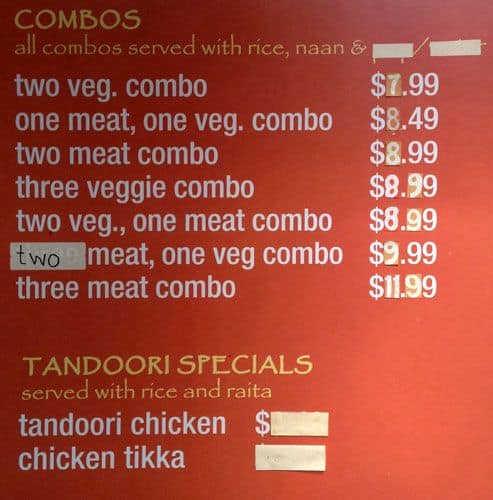 COMBOS
all combos served with rice, naan & /
two veg. combo $7.99
one meat, one veg. combo $8.49
two meat combo $8.99
three veggie combo $8.99
two veg., one meat combo $8.99
two meat, one veg combo $9.99
three meat combo $11.99
TANDOORI SPECIALS
served with rice and raita
tandoori chicken $
chicken tikka